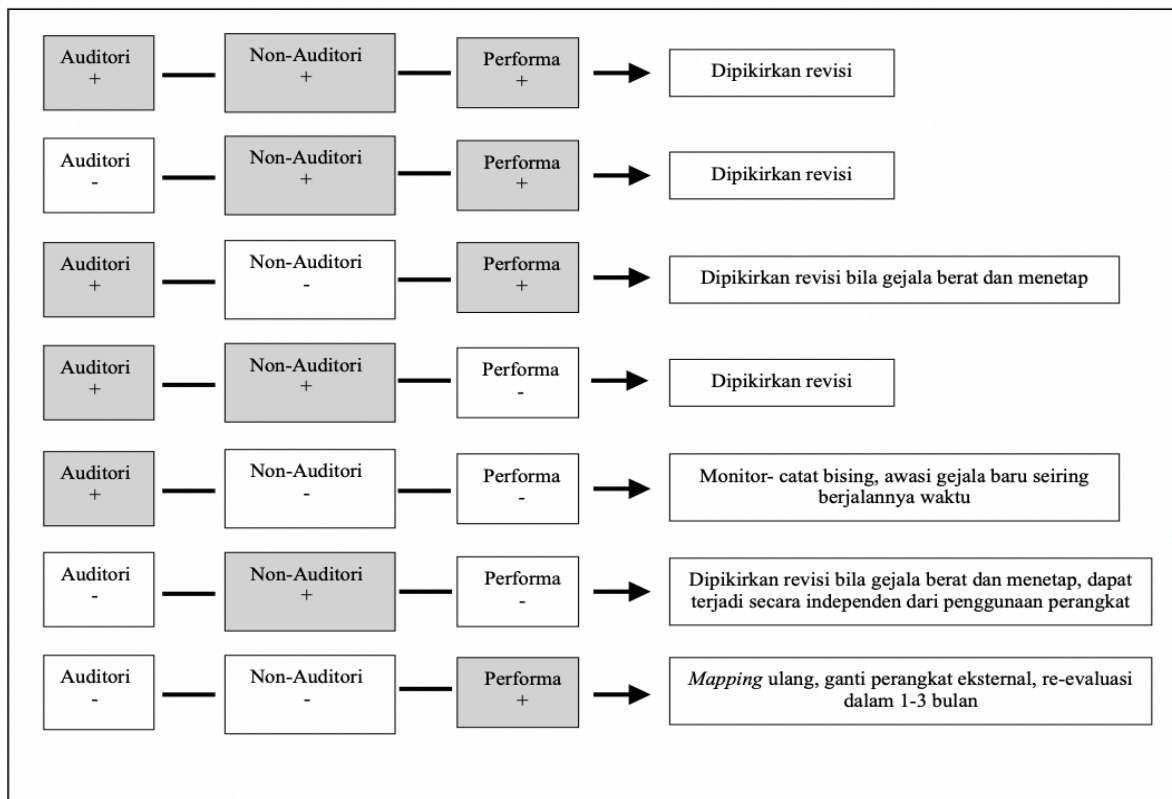 Auditori
+
Non-Auditori
+
Performa
+
Dipikirkan revisi
Auditori
-
Non-Auditori
+
Performa
+
Dipikirkan revisi
Auditori
+
Non-Auditori
-
Performa
+
Dipikirkan revisi bila gejala berat dan menetap
Auditori
+
Non-Auditori
+
Performa
-
Dipikirkan revisi
Auditori
+
Non-Auditori
-
Performa
-
Monitor- catat bising, awasi gejala baru seiring
berjalannya waktu
Auditori
-
Non-Auditori
+
Performa
-
Dipikirkan revisi bila gejala berat dan menetap, dapat
terjadi secara independen dari penggunaan perangkat
Auditori
-
Non-Auditori
-
Performa
+
Mapping ulang, ganti perangkat eksternal, re-evaluasi
dalam 1-3 bulan